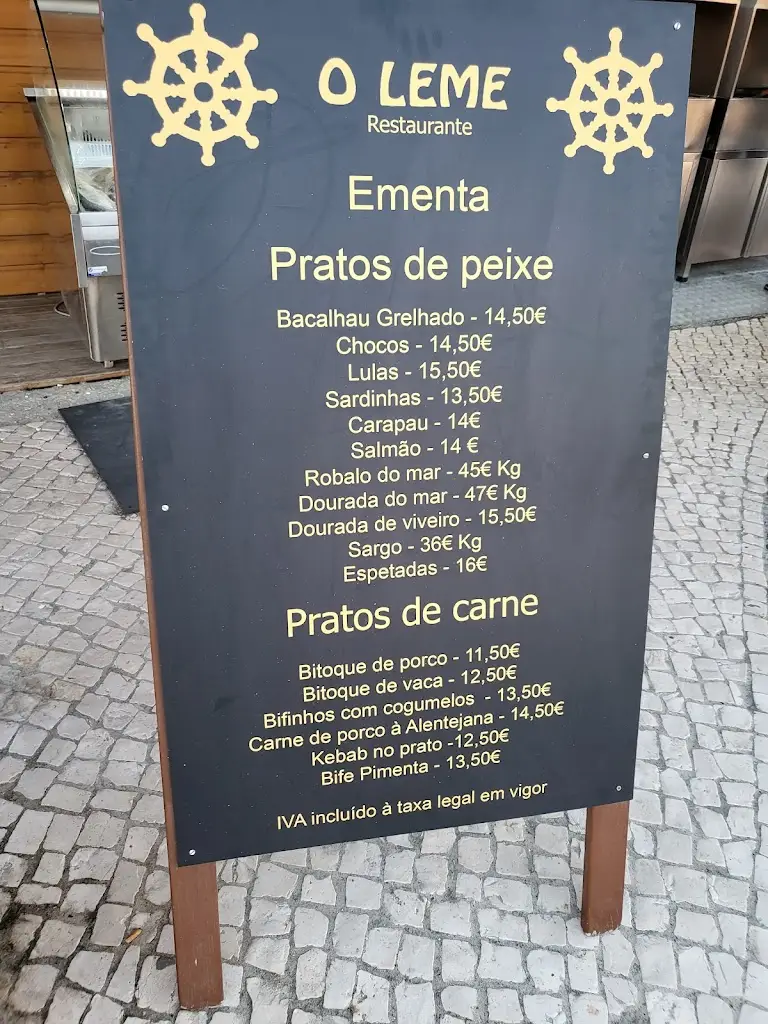 O LEME
Restaurante
Ementa
Pratos de peixe
Bacalhau Grelhado - 14,50€
Chocos - 14,50€
Lulas - 15,50€
Sardinhas - 13,50€
Carapau - 14€
Salmão - 14 €
Robalo do mar - 45€ Kg
Dourada do mar - 47€ Kg
Dourada de viveiro - 15,50€
Sargo - 36€ Kg
Espetadas - 16€
Pratos de carne
Bitoque de porco - 11,50€
Bitoque de vaca - 12,50€
Bifinhos com cogumelos - 13,50€
Carne de porco à Alentejana - 14,50€
Kebab no prato -12,50€
Bife Pimenta - 13,50€
IVA incluído à taxa legal em vigor